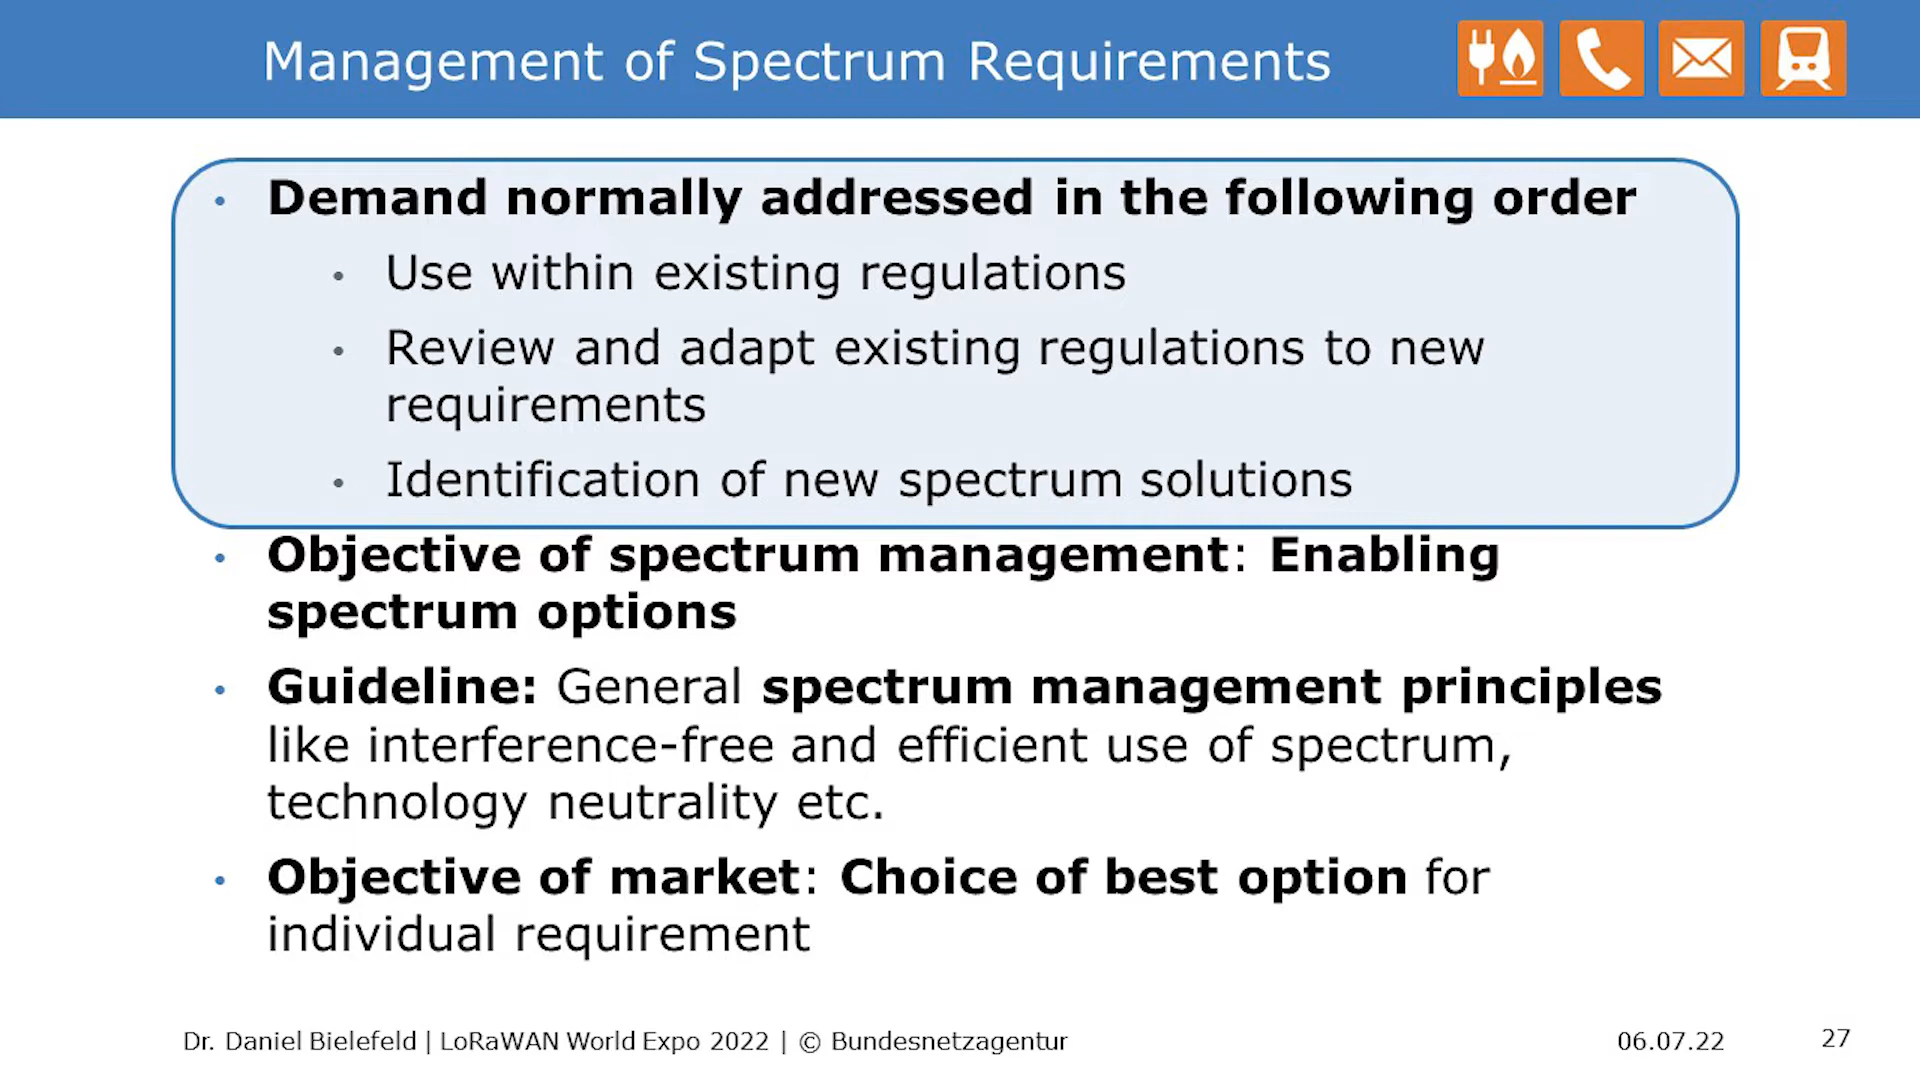 Management of Spectrum Requirements
• Demand normally addressed in the following order
• Use within existing regulations
• Review and adapt existing regulations to new
requirements
• Identification of new spectrum solutions
• Objective of spectrum management: Enabling
spectrum options
• Guideline: General spectrum management principles
like interference-free and efficient use of spectrum,
technology neutrality etc.
• Objective of market: Choice of best option for
individual requirement
Dr. Daniel Bielefeld | LoRaWAN World Expo 2022 | © Bundesnetzagentur 06.07.22 27